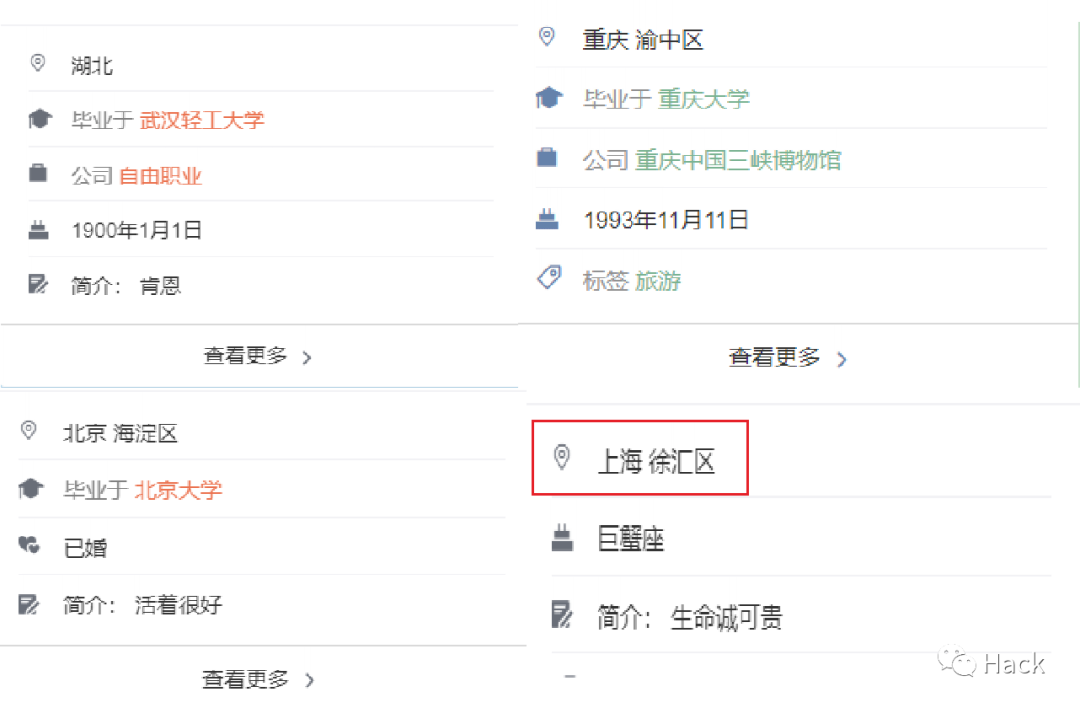 湖北
毕业于 武汉轻工大学
公司 自由职业
1900年1月1日
简介： 肯恩
查看更多
重庆 渝中区
毕业于 重庆大学
公司 重庆中国三峡博物馆
1993年11月11日
标签 旅游
查看更多
北京 海淀区
毕业于 北京大学
已婚
简介： 活着很好
查看更多
上海 徐汇区
巨蟹座
简介： 生命诚可贵
Hack